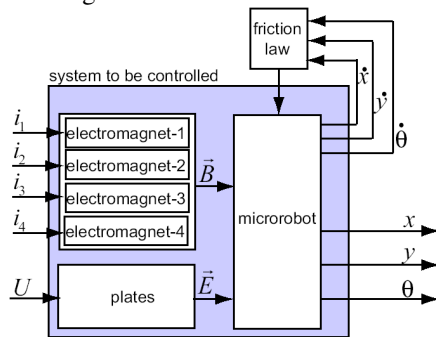 friction
law
ẋ
ẏ
θ̇
system to be controlled
i₁
electromagnet-1
i₂
electromagnet-2
i₃
electromagnet-3
i₄
electromagnet-4
B⃗
microrobot
x
y
U
plates
E⃗
θ